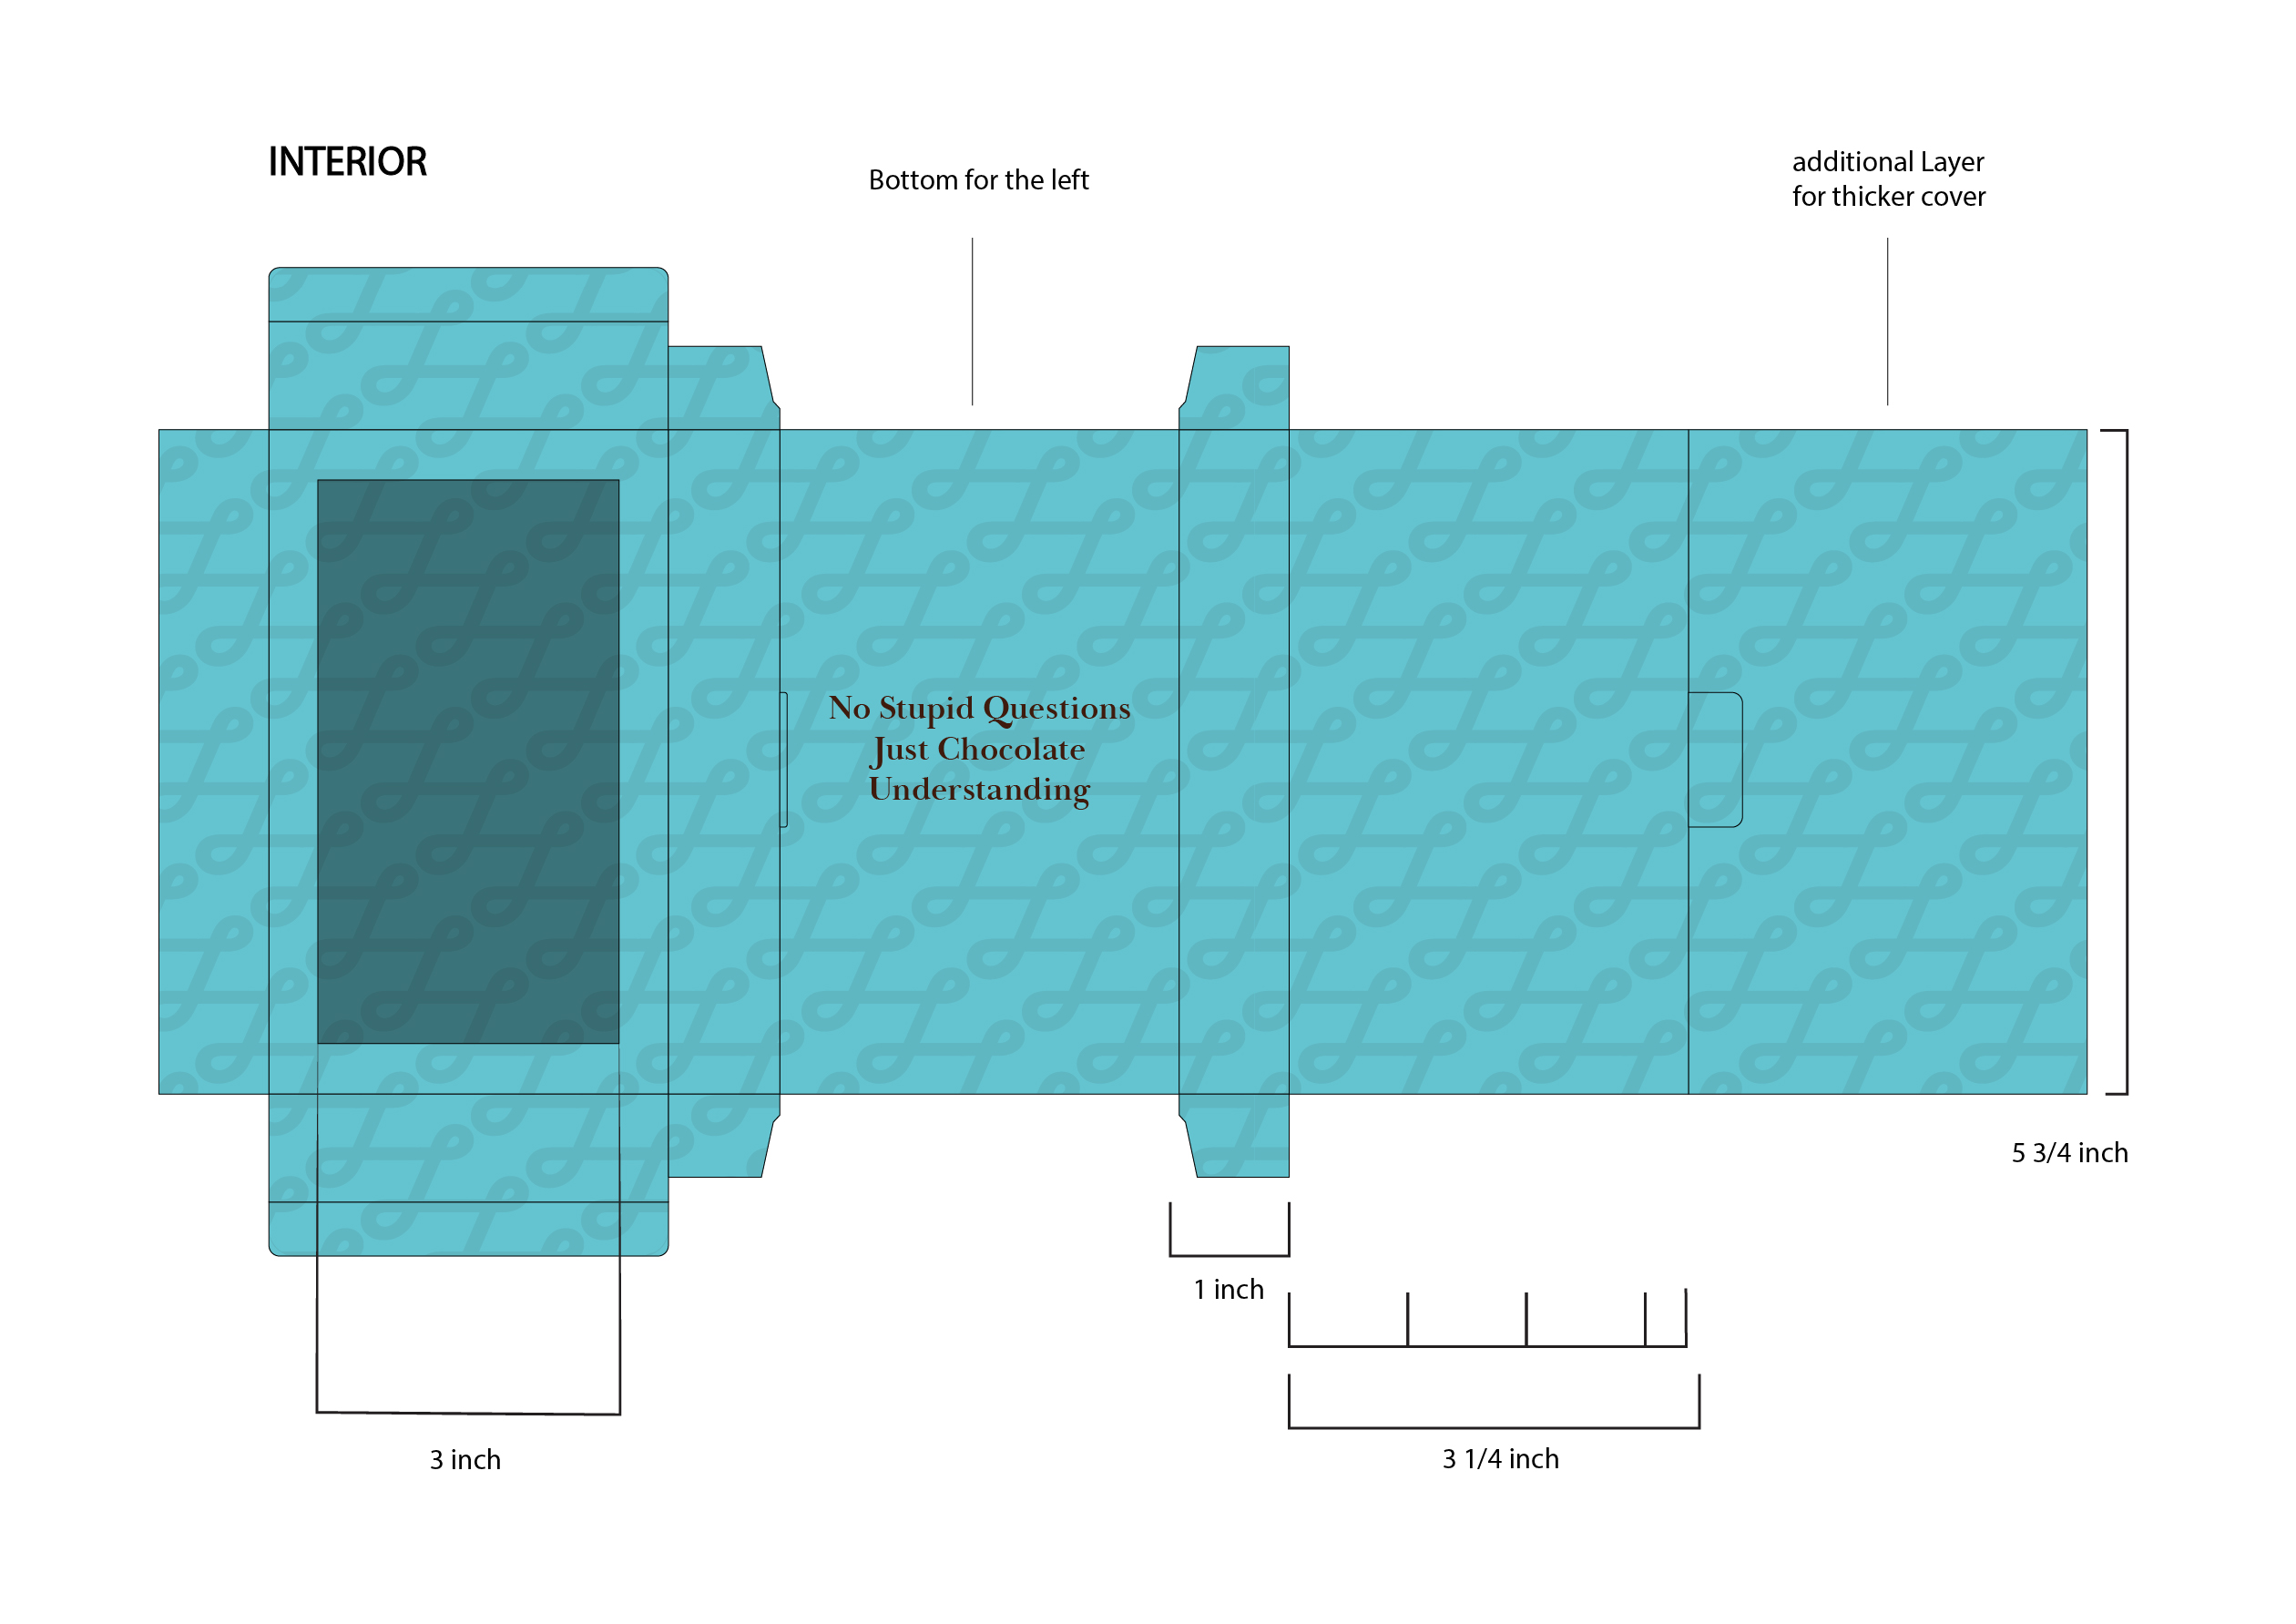 INTERIOR
Bottom for the left
additional Layer
for thicker cover
No Stupid Questions
Just Chocolate
Understanding
5 3/4 inch
1 inch
3 inch
3 1/4 inch